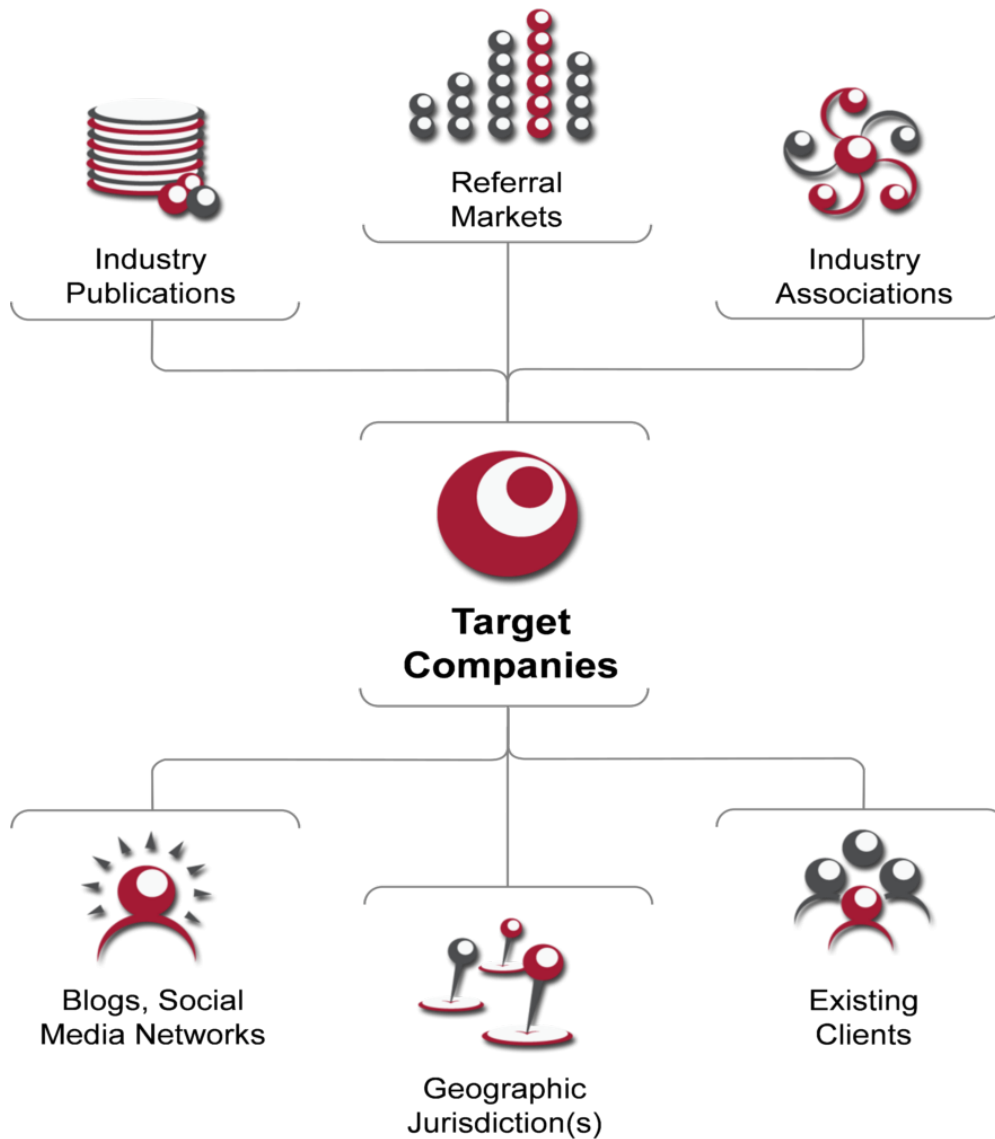 Referral
Markets
Industry
Publications
Industry
Associations
Target
Companies
Blogs, Social
Media Networks
Existing
Clients
Geographic
Jurisdiction(s)